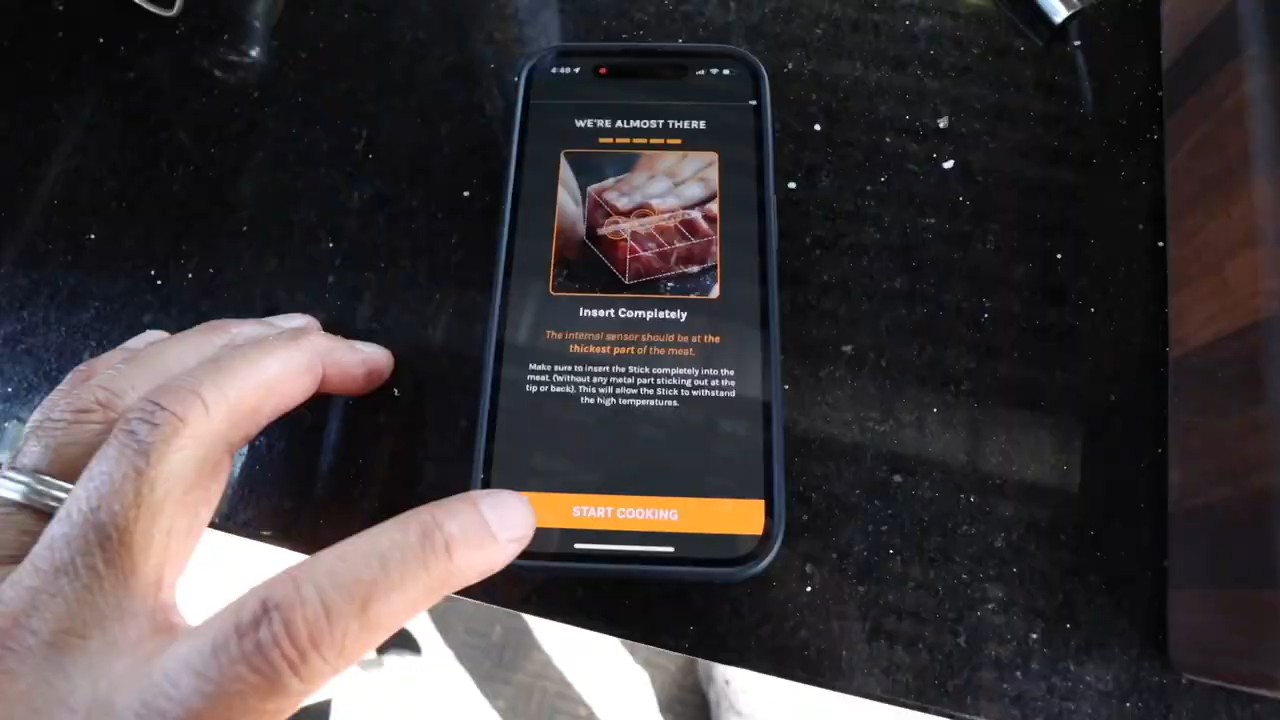 4:48
WE'RE ALMOST THERE
Insert Completely
The internal sensor should be at the
thickest part of the meat.
Make sure to insert the Stick completely into the
meat. (Without any metal part sticking out at the
tip or back). This will allow the Stick to withstand
the high temperatures.
START COOKING